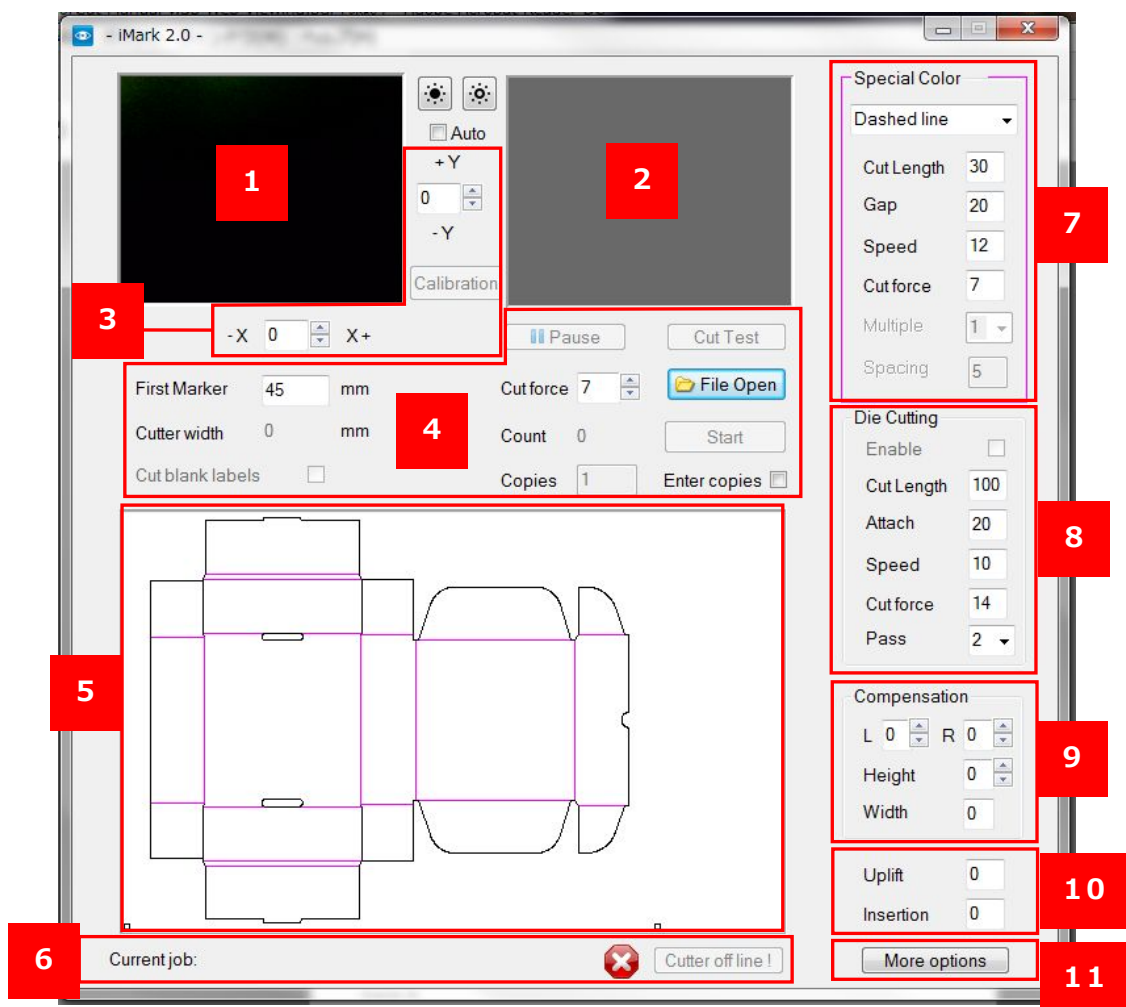 - iMark 2.0 -
1
Auto
+ Y
0
- Y
Calibration
2
3
- X 0 X +
Pause
Cut Test
First Marker 45 mm
Cut force 7
File Open
Cutter width 0 mm
4
Count 0
Start
Cut blank labels
Copies 1
Enter copies
5
6
Current job:
Cutter off line !
Special Color
Dashed line
Cut Length 30
Gap 20
7
Speed 12
Cut force 7
Multiple 1
Spacing 5
Die Cutting
Enable
Cut Length 100
Attach 20
8
Speed 10
Cut force 14
Pass 2
Compensation
L 0 R 0
9
Height 0
Width 0
Uplift 0
10
Insertion 0
More options
11